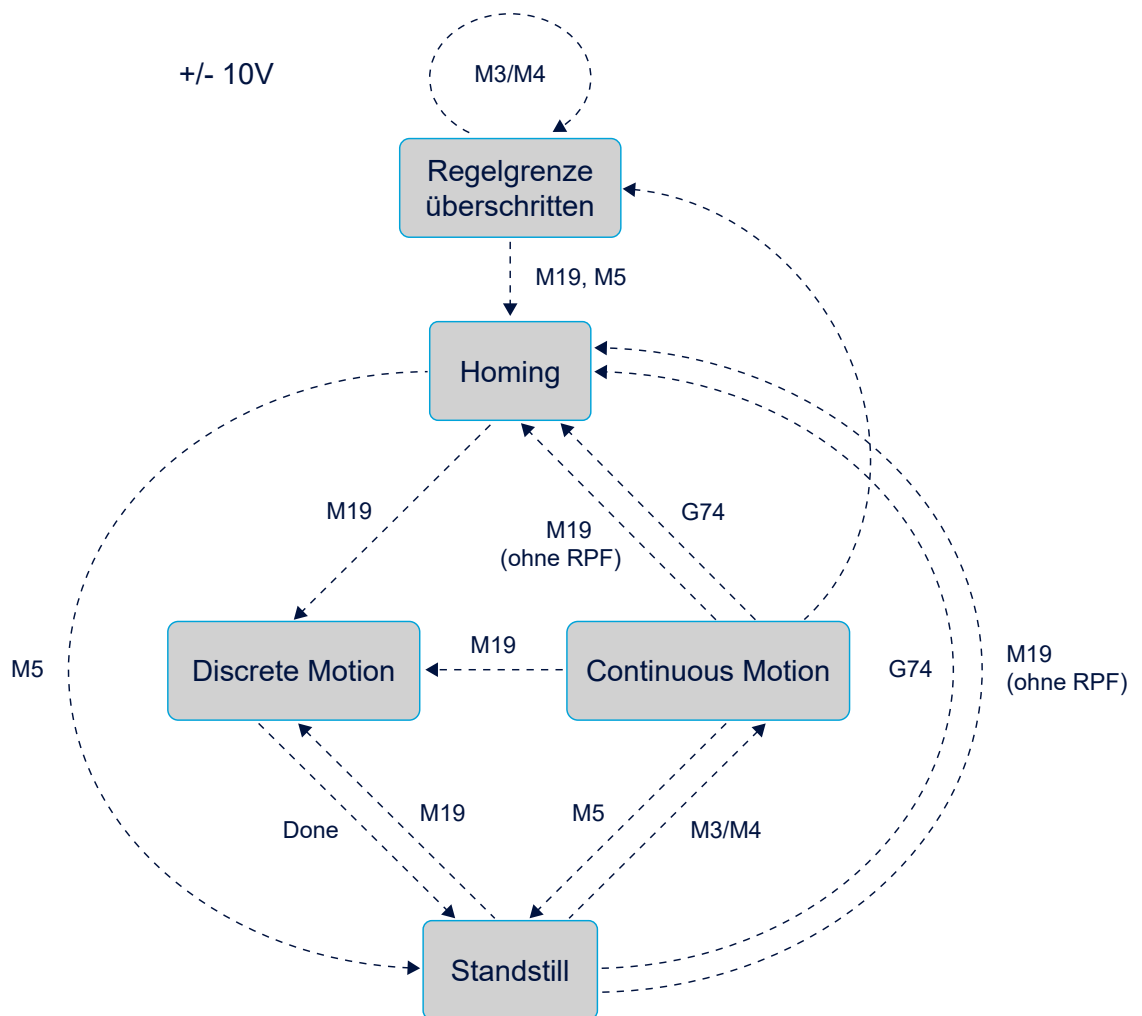 +/- 10V
M3/M4
Regelgrenze
überschritten
M19, M5
Homing
M19
M19
(ohne RPF)
G74
Discrete Motion
M19
Continuous Motion
M5
G74
M19
(ohne RPF)
Done
M19
M5
M3/M4
Standstill